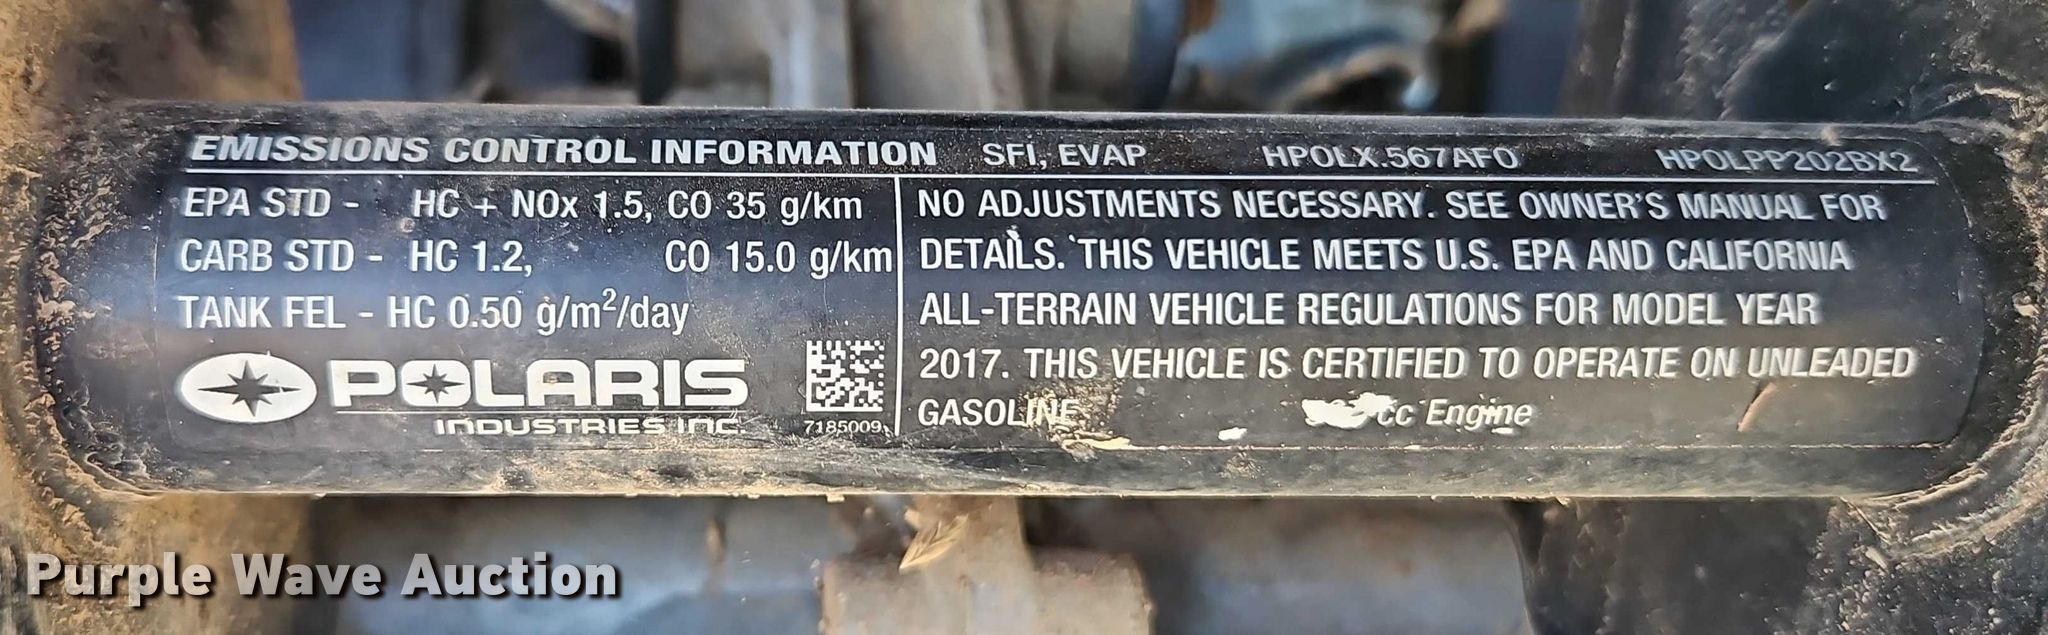 EMISSIONS CONTROL INFORMATION SFI, EVAP HPOLX.567AFO HPOLPP202BX2
EPA STD - HC + NOx 1.5, CO 35 g/km
CARB STD - HC 1.2, CO 15.0 g/km
TANK FEL - HC 0.50 g/m²/day
POLARIS
INDUSTRIES INC.
7185009
NO ADJUSTMENTS NECESSARY. SEE OWNER'S MANUAL FOR
DETAILS. THIS VEHICLE MEETS U.S. EPA AND CALIFORNIA
ALL-TERRAIN VEHICLE REGULATIONS FOR MODEL YEAR
2017. THIS VEHICLE IS CERTIFIED TO OPERATE ON UNLEADED
GASOLINE cc Engine
Purple Wave Auction